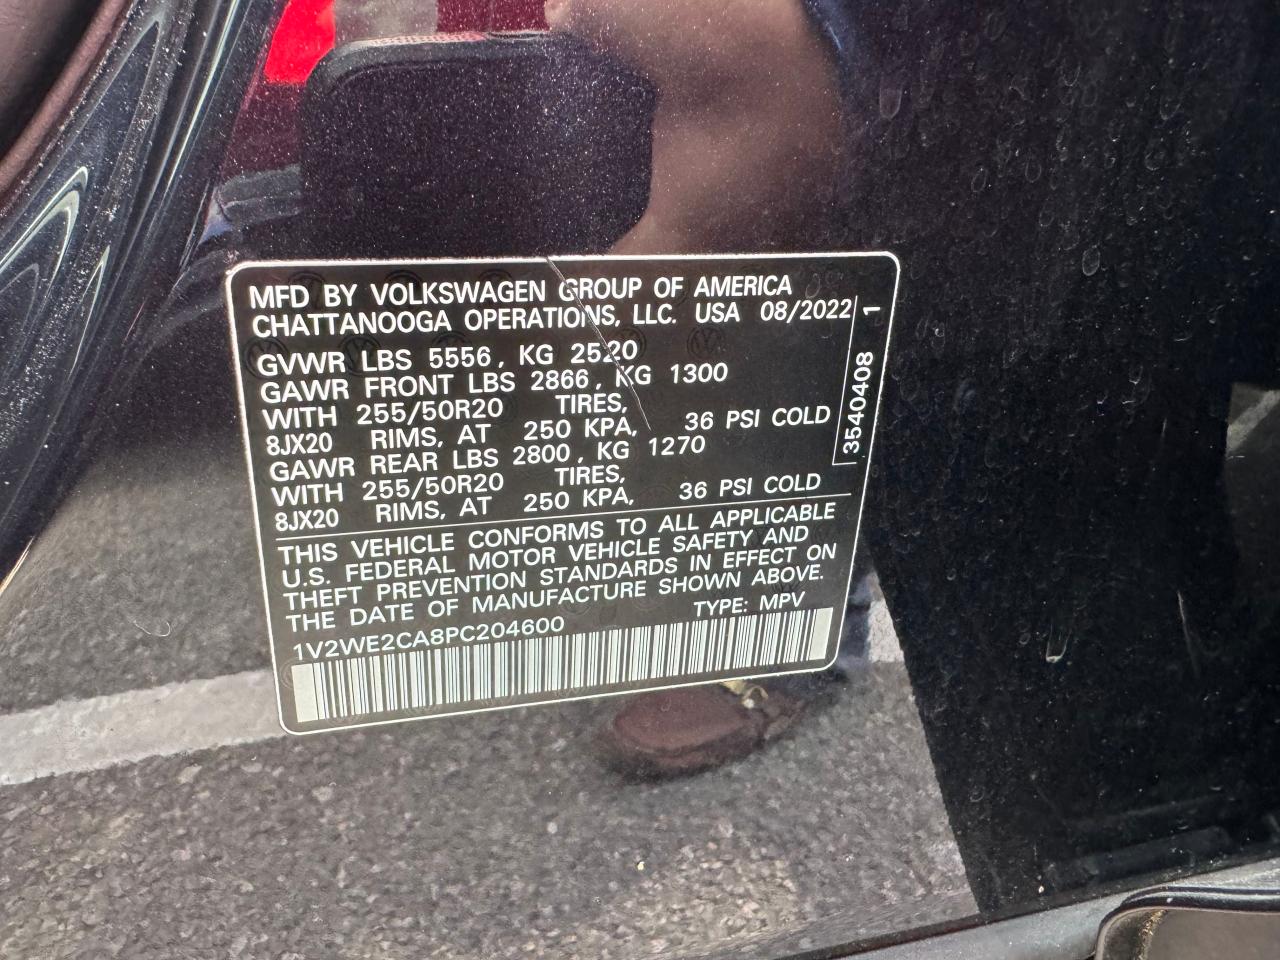 MFD BY VOLKSWAGEN GROUP OF AMERICA
CHATTANOOGA OPERATIONS, LLC. USA 08/2022
GVWR LBS 5556, KG 2520
GAWR FRONT LBS 2866, KG 1300
WITH 255/50R20 TIRES,
8JX20 RIMS, AT 250 KPA, 36 PSI COLD
GAWR REAR LBS 2800, KG 1270
WITH 255/50R20 TIRES,
8JX20 RIMS, AT 250 KPA, 36 PSI COLD
THIS VEHICLE CONFORMS TO ALL APPLICABLE
U.S. FEDERAL MOTOR VEHICLE SAFETY AND
THEFT PREVENTION STANDARDS IN EFFECT ON
THE DATE OF MANUFACTURE SHOWN ABOVE.
1V2WE2CA8PC204600 TYPE: MPV
3540408 1